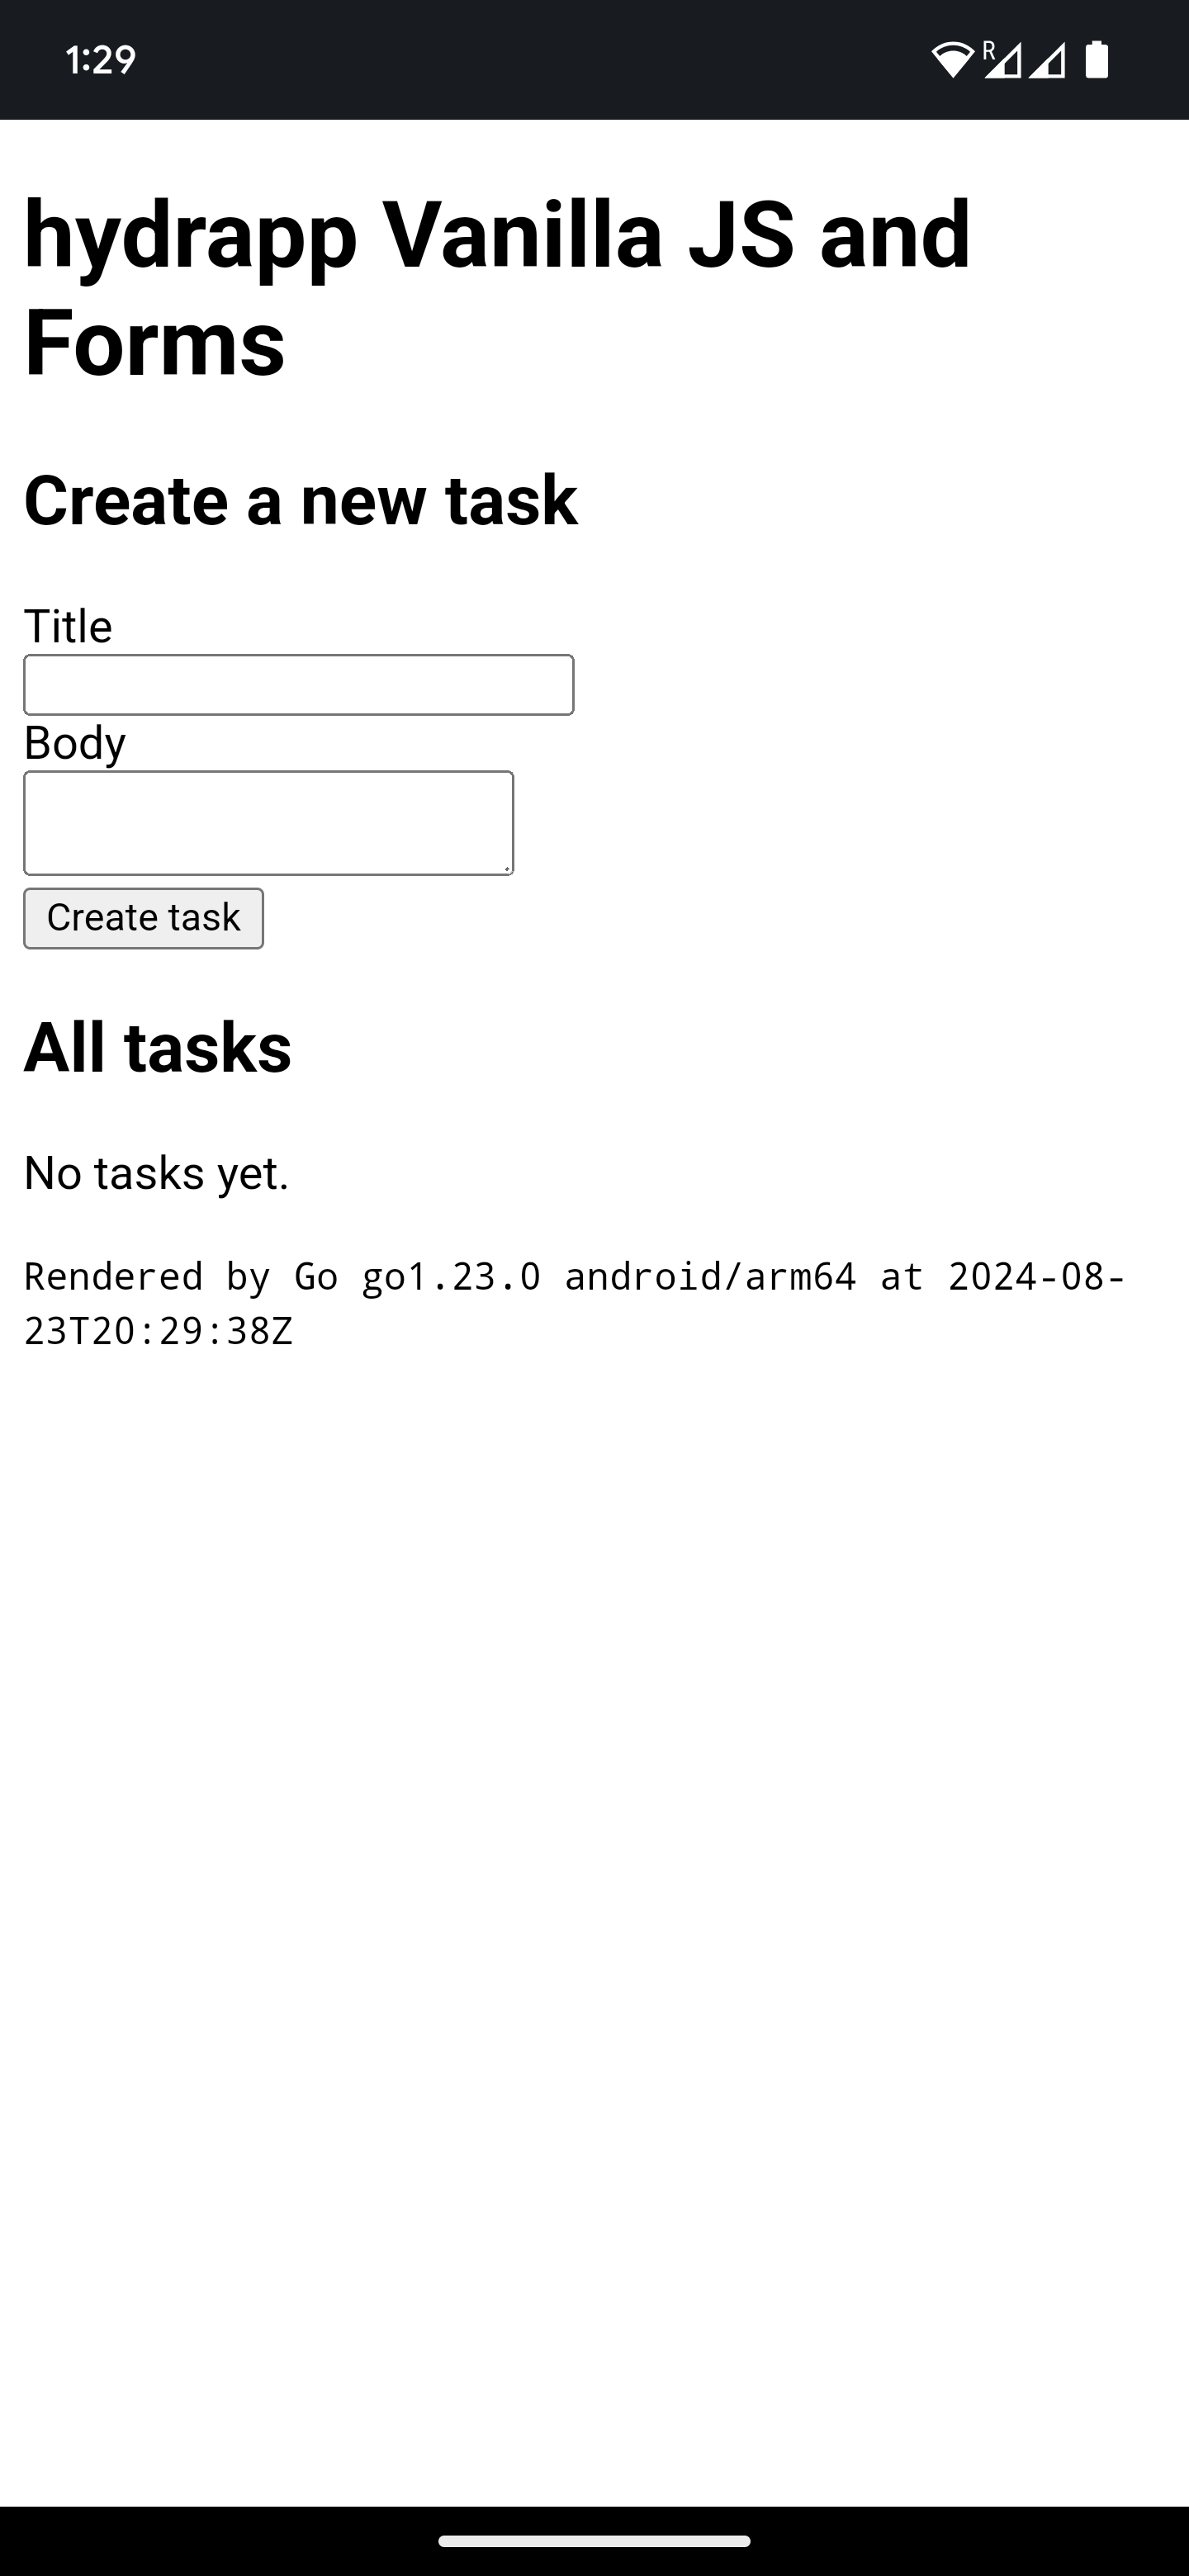 1:29
R
hydrapp Vanilla JS and
Forms
Create a new task
Title
Body
Create task
All tasks
No tasks yet.
Rendered by Go go1.23.0 android/arm64 at 2024-08-
23T20:29:38Z